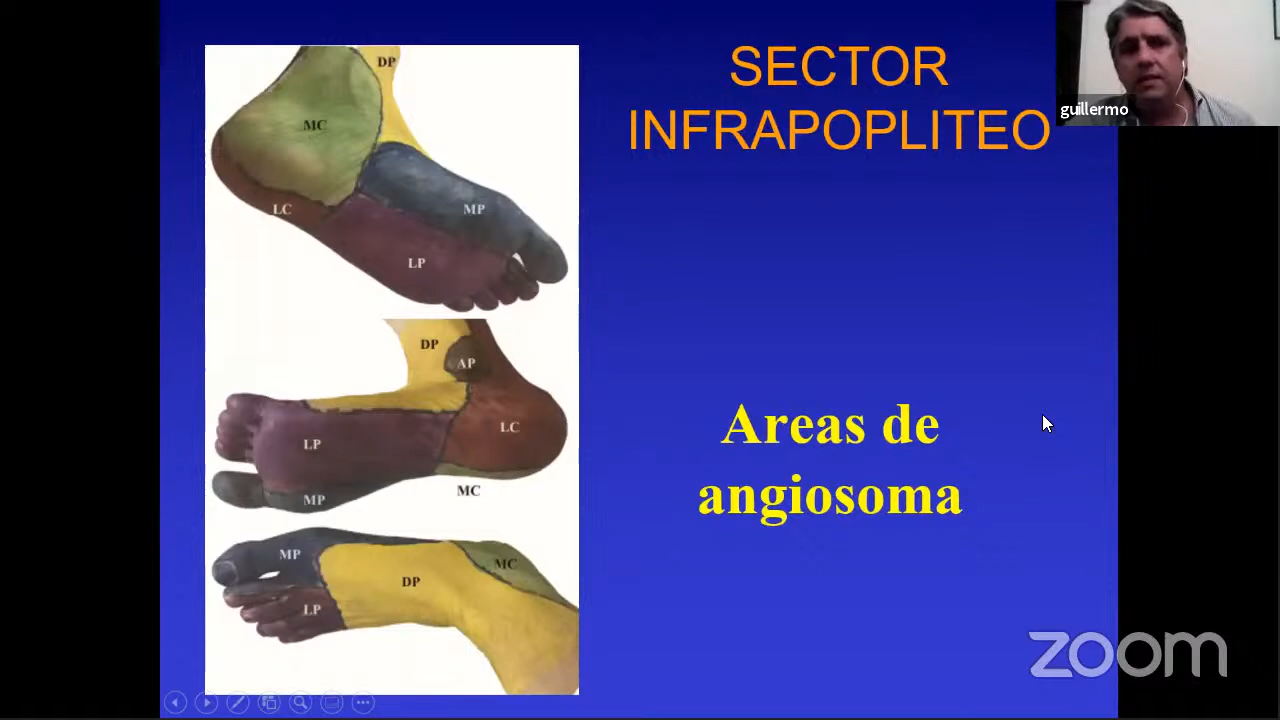 SECTOR
INFRAPOPLITEO
guillermo
DP
MC
LC
MP
LP
DP
AP
LC
LP
MC
MP
MP
MC
DP
LP
Areas de
angiosoma
zoom